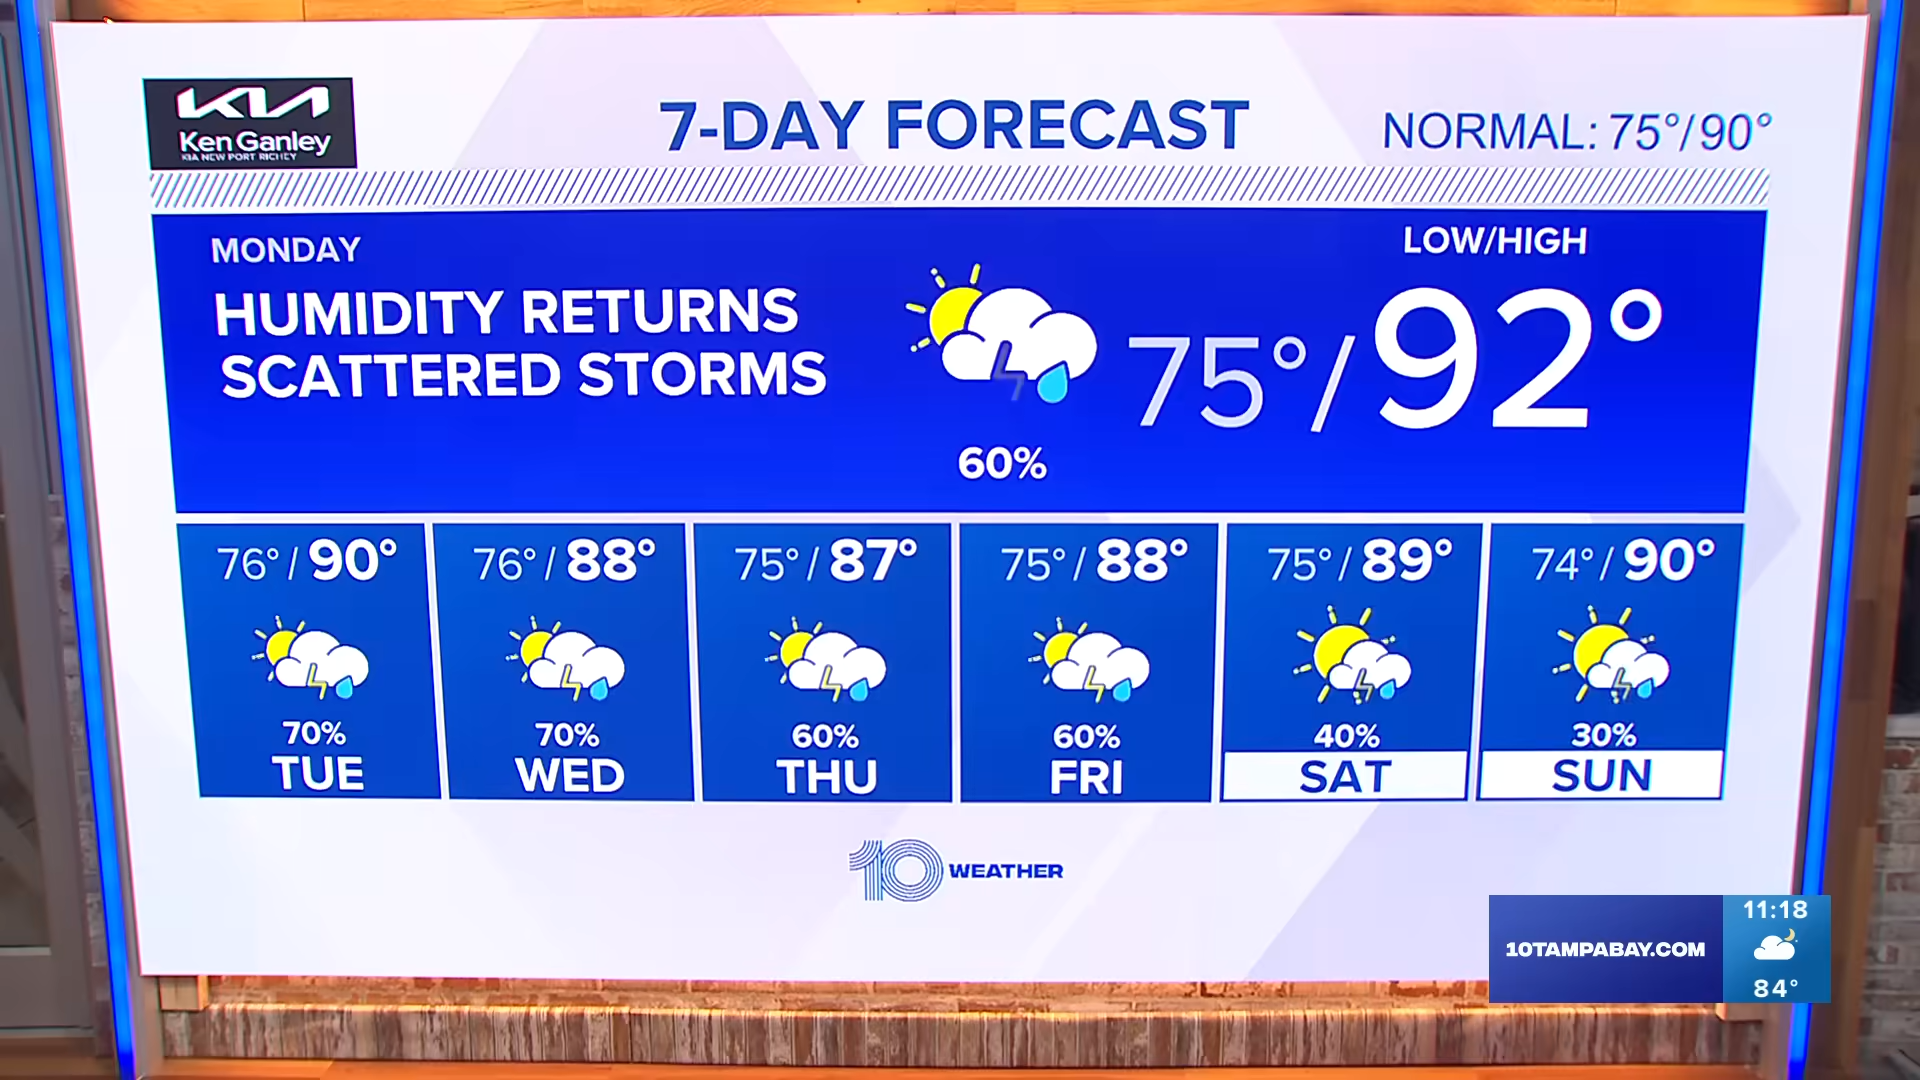 KIA
Ken Ganley
KIA NEW PORT RICHEY
7-DAY FORECAST
NORMAL: 75°/90°
MONDAY
HUMIDITY RETURNS
SCATTERED STORMS
60%
LOW/HIGH
75°/92°
76°/90°
70%
TUE
76°/88°
70%
WED
75°/87°
60%
THU
75°/88°
60%
FRI
75°/89°
40%
SAT
74°/90°
30%
SUN
10 WEATHER
10TAMPABAY.COM
11:18
84°